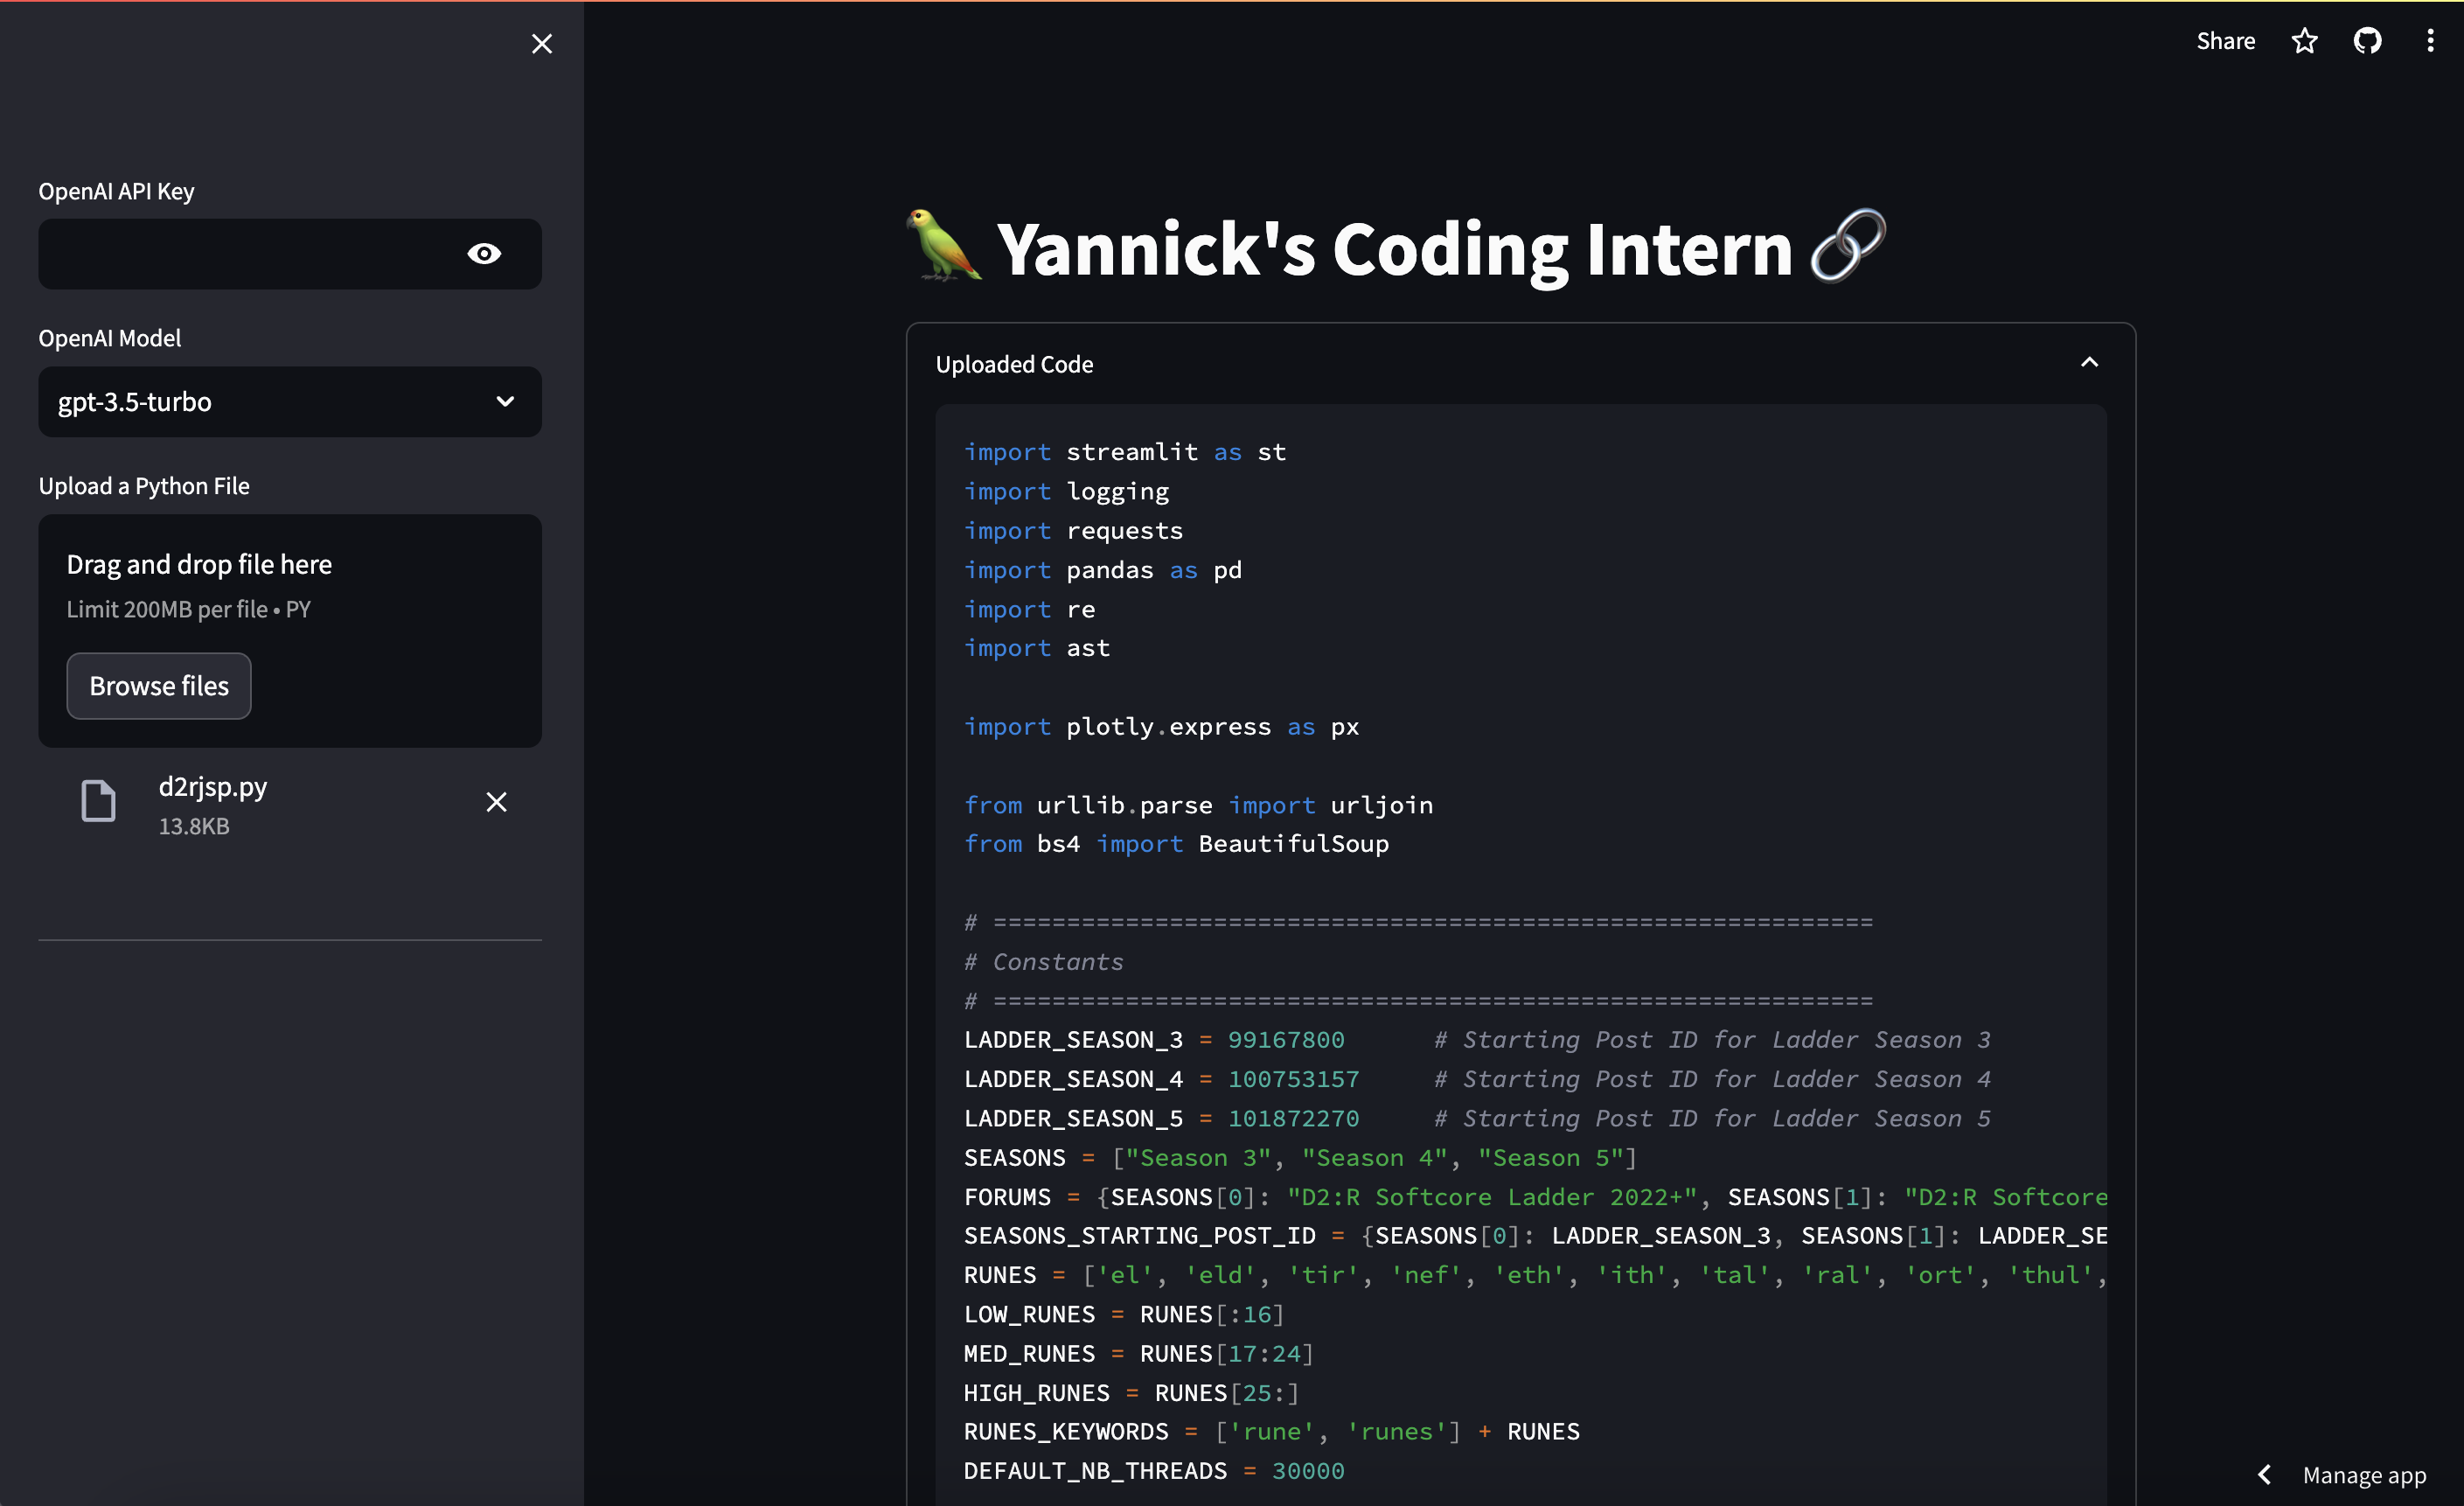 Share
OpenAI API Key
OpenAI Model
gpt-3.5-turbo
Upload a Python File
Drag and drop file here
Limit 200MB per file • PY
Browse files
d2rjsp.py
13.8KB
Yannick's Coding Intern
Uploaded Code
import streamlit as st
import logging
import requests
import pandas as pd
import re
import ast
import plotly.express as px
from urllib.parse import urljoin
from bs4 import BeautifulSoup
# ============================================================
# Constants
# ============================================================
LADDER_SEASON_3 = 99167800      # Starting Post ID for Ladder Season 3
LADDER_SEASON_4 = 100753157     # Starting Post ID for Ladder Season 4
LADDER_SEASON_5 = 101872270     # Starting Post ID for Ladder Season 5
SEASONS = ["Season 3", "Season 4", "Season 5"]
FORUMS = {SEASONS[0]: "D2:R Softcore Ladder 2022+", SEASONS[1]: "D2:R Softcore
SEASONS_STARTING_POST_ID = {SEASONS[0]: LADDER_SEASON_3, SEASONS[1]: LADDER_SE
RUNES = ['el', 'eld', 'tir', 'nef', 'eth', 'ith', 'tal', 'ral', 'ort', 'thul',
LOW_RUNES = RUNES[:16]
MED_RUNES = RUNES[17:24]
HIGH_RUNES = RUNES[25:]
RUNES_KEYWORDS = ['rune', 'runes'] + RUNES
DEFAULT_NB_THREADS = 30000
Manage app